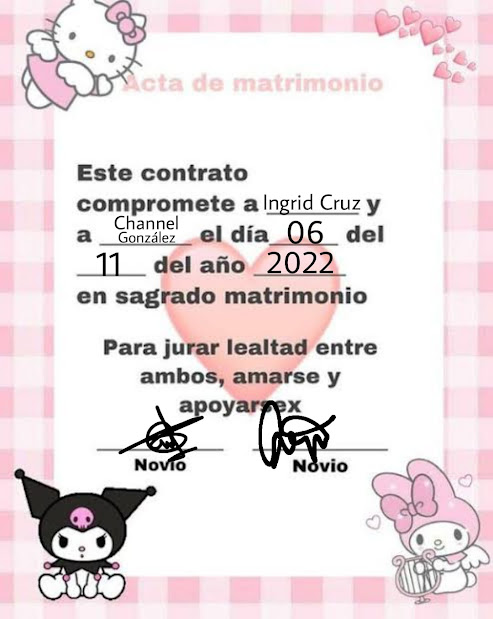 Acta de matrimonio
Este contrato
compromete a Ingrid Cruz y
a Channel González el día 06 del
11 del año 2022
en sagrado matrimonio
Para jurar lealtad entre
ambos, amarse y
apoyarsex
Novio Novio